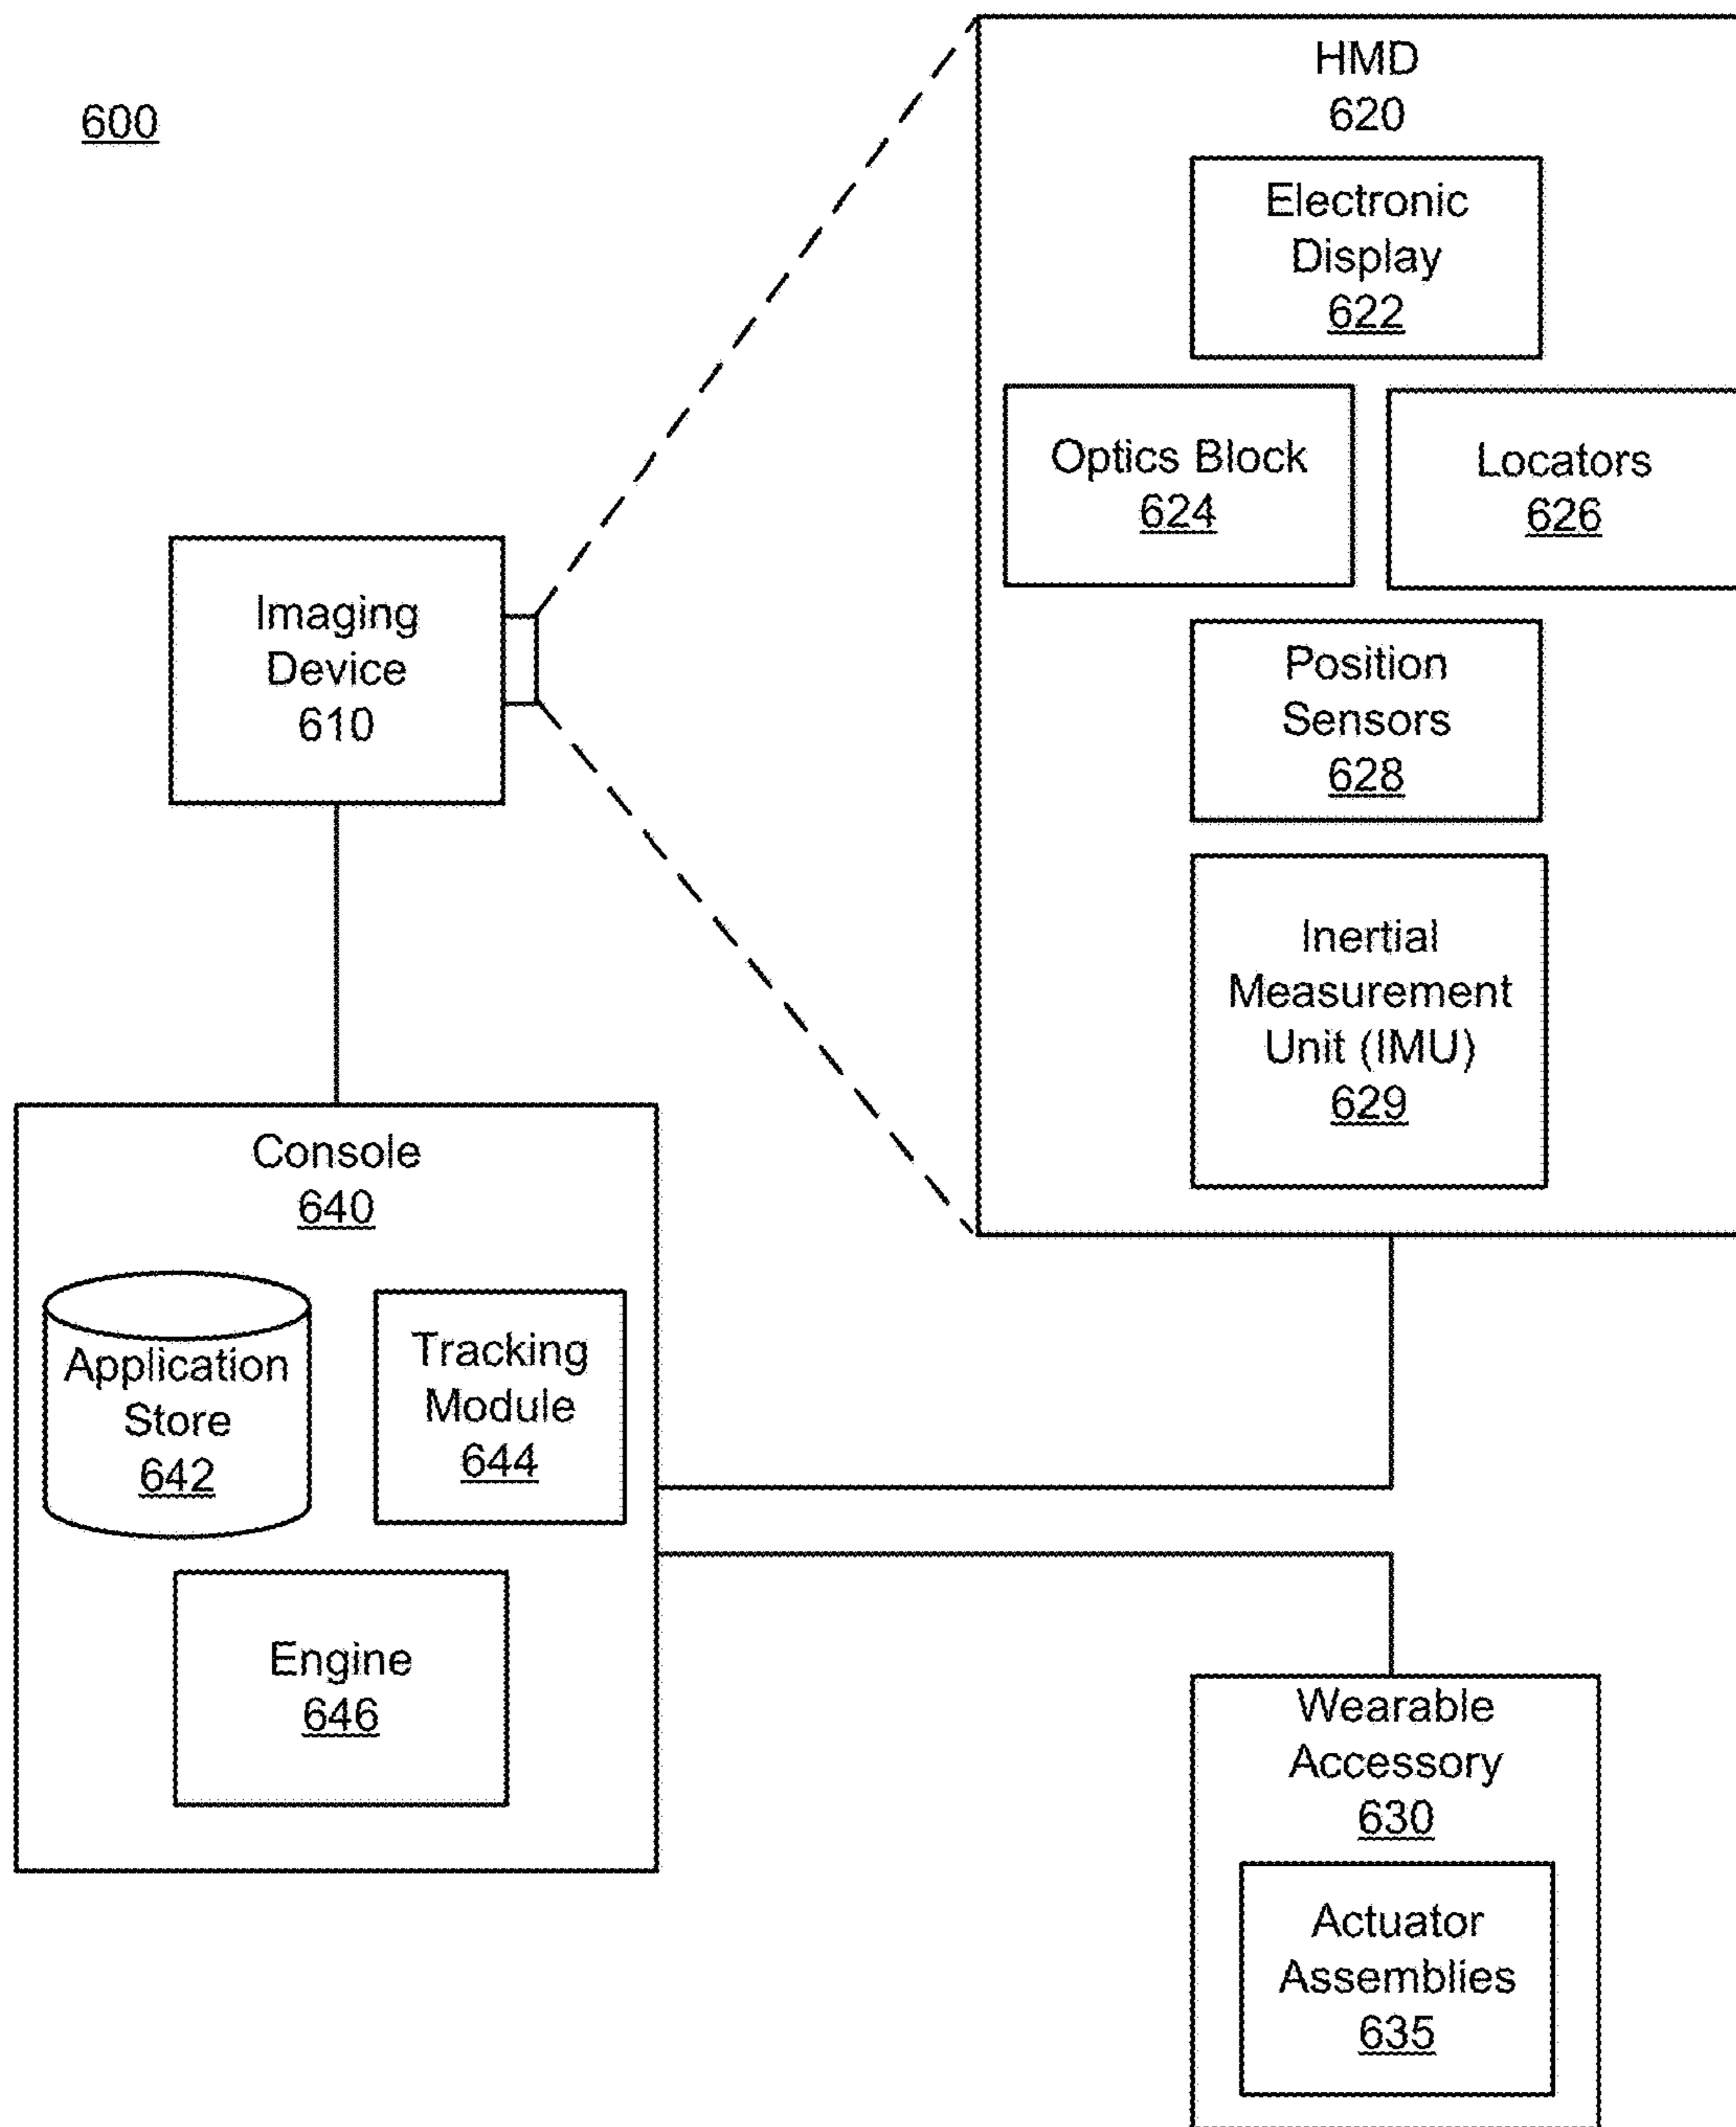 600
HMD
620
Electronic
Display
622
Optics Block
624
Locators
626
Position
Sensors
628
Inertial
Measurement
Unit (IMU)
629
Imaging
Device
610
Console
640
Application
Store
642
Tracking
Module
644
Engine
646
Wearable
Accessory
630
Actuator
Assemblies
635